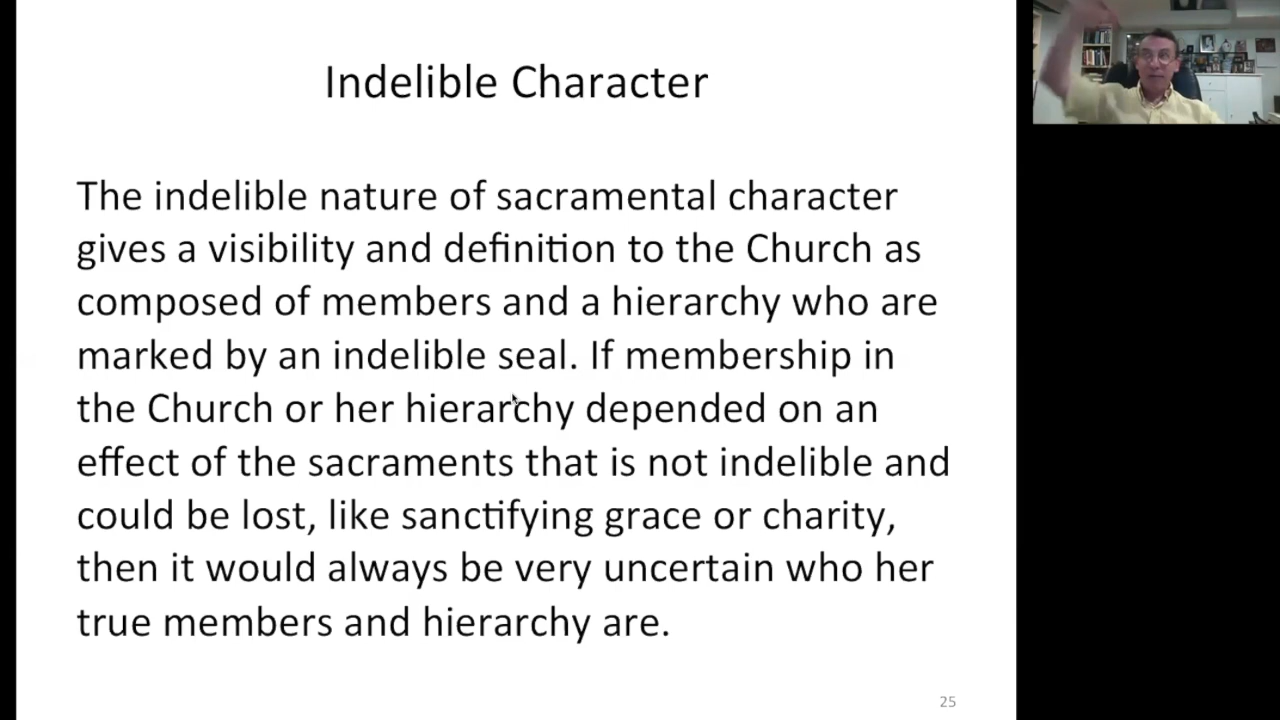 Indelible Character
The indelible nature of sacramental character
gives a visibility and definition to the Church as
composed of members and a hierarchy who are
marked by an indelible seal. If membership in
the Church or her hierarchy depended on an
effect of the sacraments that is not indelible and
could be lost, like sanctifying grace or charity,
then it would always be very uncertain who her
true members and hierarchy are.
25